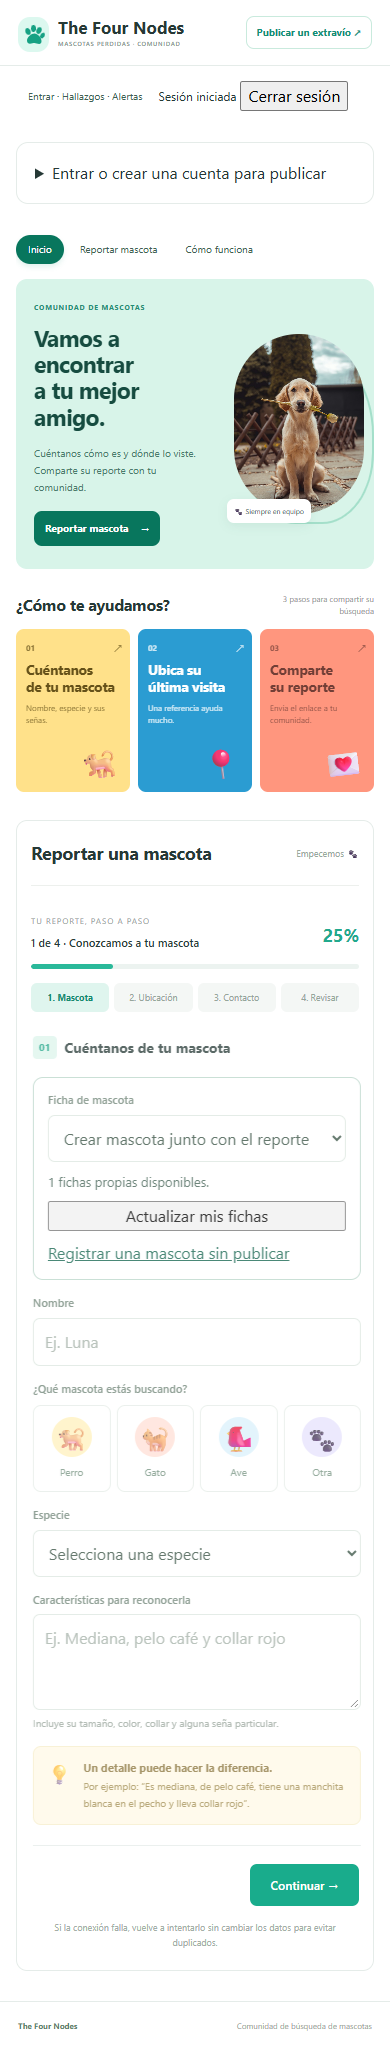 The Four Nodes
MASCOTAS PERDIDAS · COMUNIDAD
Publicar un extravío ↗
Entrar · Hallazgos · Alertas
Sesión iniciada
Cerrar sesión
▶ Entrar o crear una cuenta para publicar
Inicio
Reportar mascota
Cómo funciona
COMUNIDAD DE MASCOTAS
Vamos a
encontrar
a tu mejor
amigo.
Cuéntanos cómo es y dónde lo viste.
Comparte su reporte con tu
comunidad.
Reportar mascota →
Siempre en equipo
¿Cómo te ayudamos?
3 pasos para compartir su
búsqueda
01 ↗
Cuéntanos
de tu mascota
Nombre, especie y sus
señas.
02 ↗
Ubica su
última visita
Una referencia ayuda
mucho.
03 ↗
Comparte
su reporte
Envía el enlace a tu
comunidad.
Reportar una mascota
Empecemos
TU REPORTE, PASO A PASO
1 de 4 · Conozcamos a tu mascota
25%
1. Mascota
2. Ubicación
3. Contacto
4. Revisar
01 Cuéntanos de tu mascota
Ficha de mascota
Crear mascota junto con el reporte
1 fichas propias disponibles.
Actualizar mis fichas
Registrar una mascota sin publicar
Nombre
Ej. Luna
¿Qué mascota estás buscando?
Perro
Gato
Ave
Otra
Especie
Selecciona una especie
Características para reconocerla
Ej. Mediana, pelo café y collar rojo
Incluye su tamaño, color, collar y alguna seña particular.
Un detalle puede hacer la diferencia.
Por ejemplo: “Es mediana, de pelo café, tiene una manchita
blanca en el pecho y lleva collar rojo”.
Continuar →
Si la conexión falla, vuelve a intentarlo sin cambiar los datos para evitar
duplicados.
The Four Nodes
Comunidad de búsqueda de mascotas